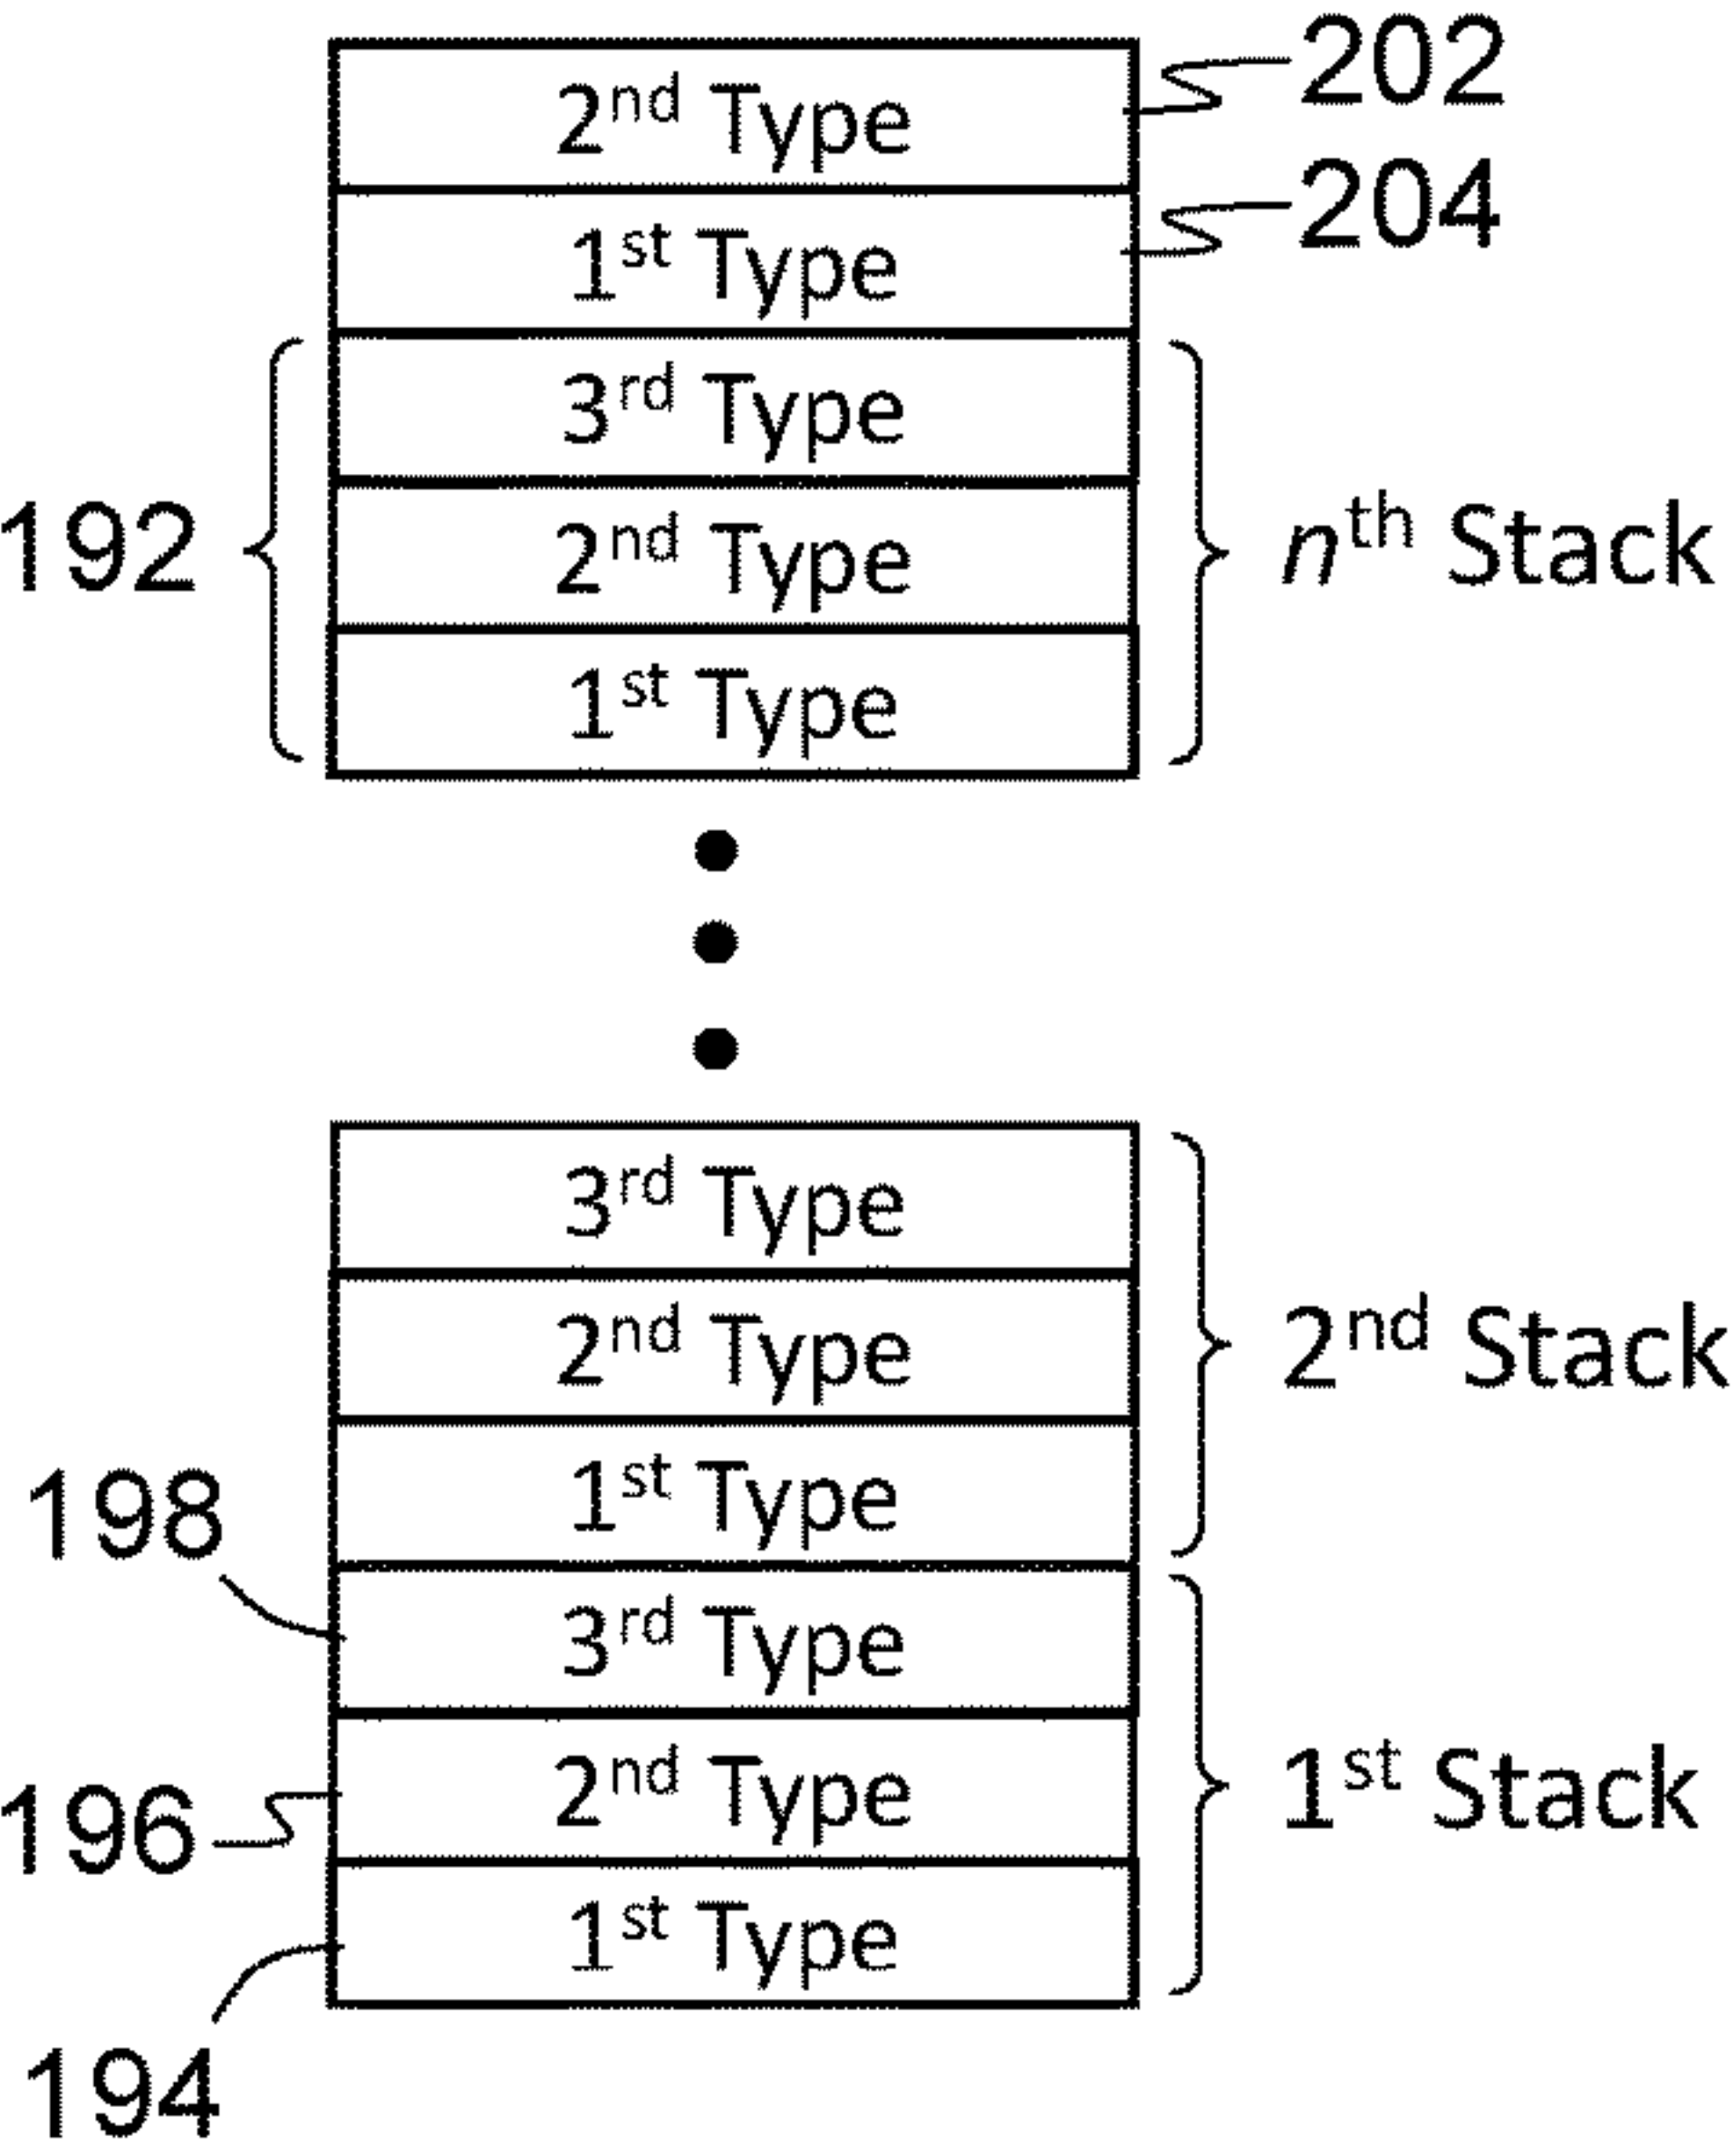 2nd Type
202
1st Type
204
3rd Type
192
2nd Type
nth Stack
1st Type
3rd Type
2nd Type
2nd Stack
1st Type
198
3rd Type
2nd Type
1st Stack
196
1st Type
194